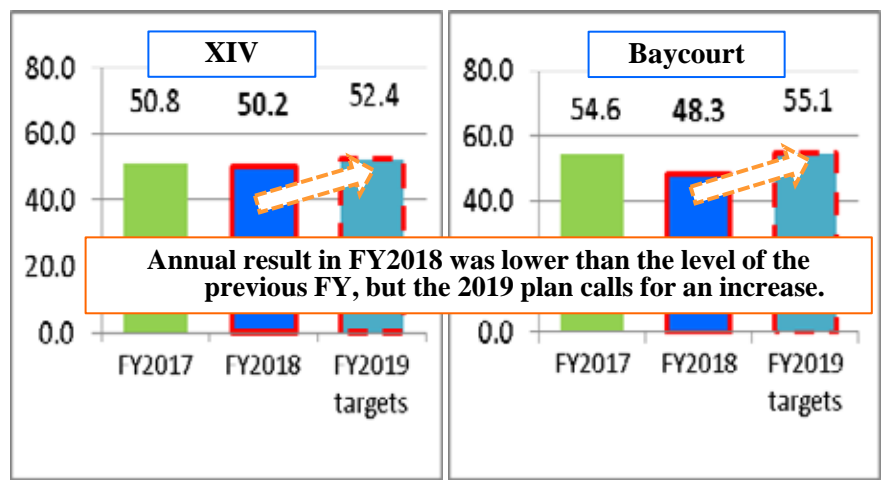 XIV
80.0
60.0
40.0
20.0
0.0
50.8
50.2
52.4
FY2017
FY2018
FY2019
targets
Baycourt
80.0
60.0
40.0
0.0
54.6
48.3
55.1
FY2017
FY2018
FY2019
targets
Annual result in FY2018 was lower than the level of the
previous FY, but the 2019 plan calls for an increase.